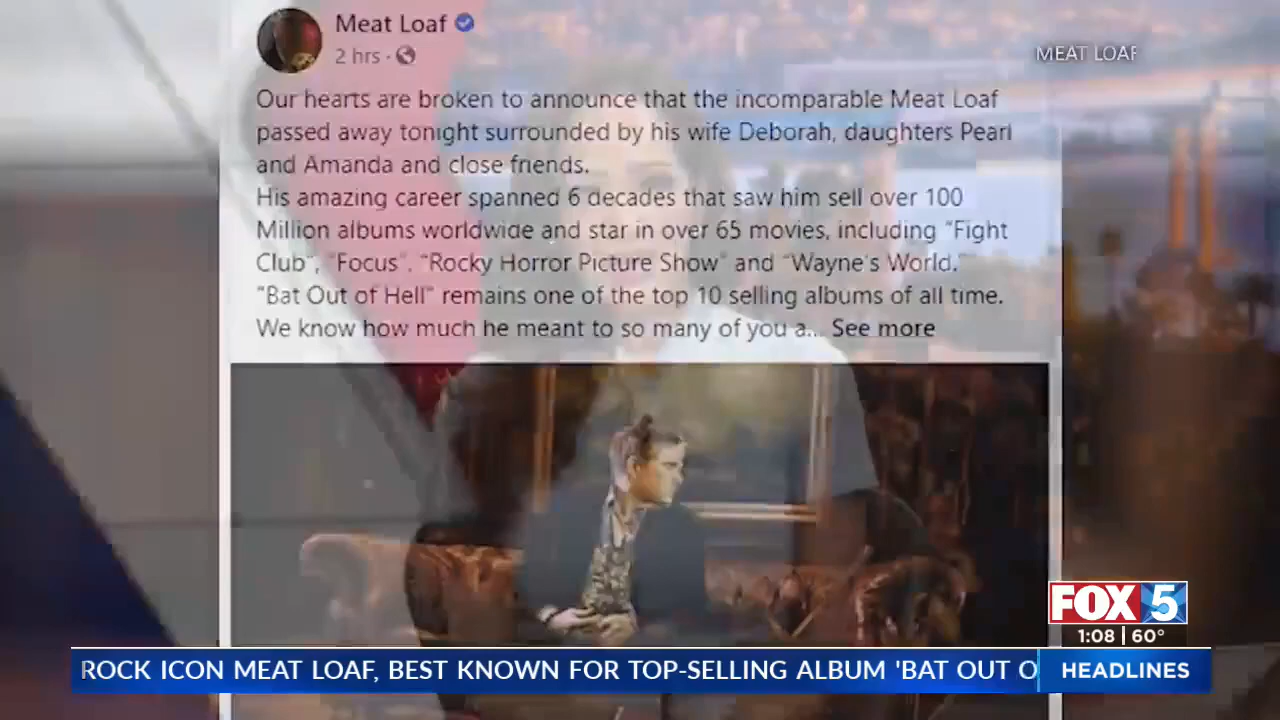 Meat Loaf
2 hrs ·
MEAT LOAF
Our hearts are broken to announce that the incomparable Meat Loaf
passed away tonight surrounded by his wife Deborah, daughters Pearl
and Amanda and close friends.
His amazing career spanned 6 decades that saw him sell over 100
Million albums worldwide and star in over 65 movies, including "Fight
Club", "Focus", "Rocky Horror Picture Show" and "Wayne's World."
"Bat Out of Hell" remains one of the top 10 selling albums of all time.
We know how much he meant to so many of you a... See more
FOX 5
1:08 | 60°
ROCK ICON MEAT LOAF, BEST KNOWN FOR TOP-SELLING ALBUM 'BAT OUT O
HEADLINES